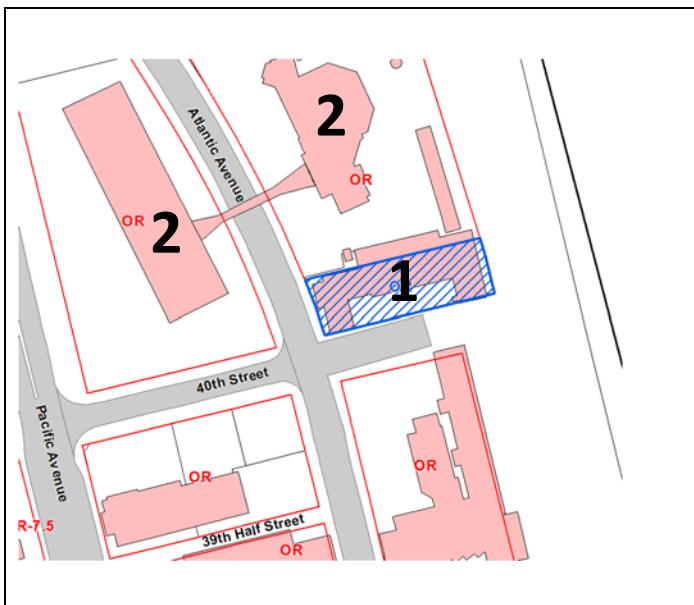 2
Atlantic Avenue
OR
OR
2
1
40th Street
Pacific Avenue
OR
OR
R-7.5
39th Half Street
OR